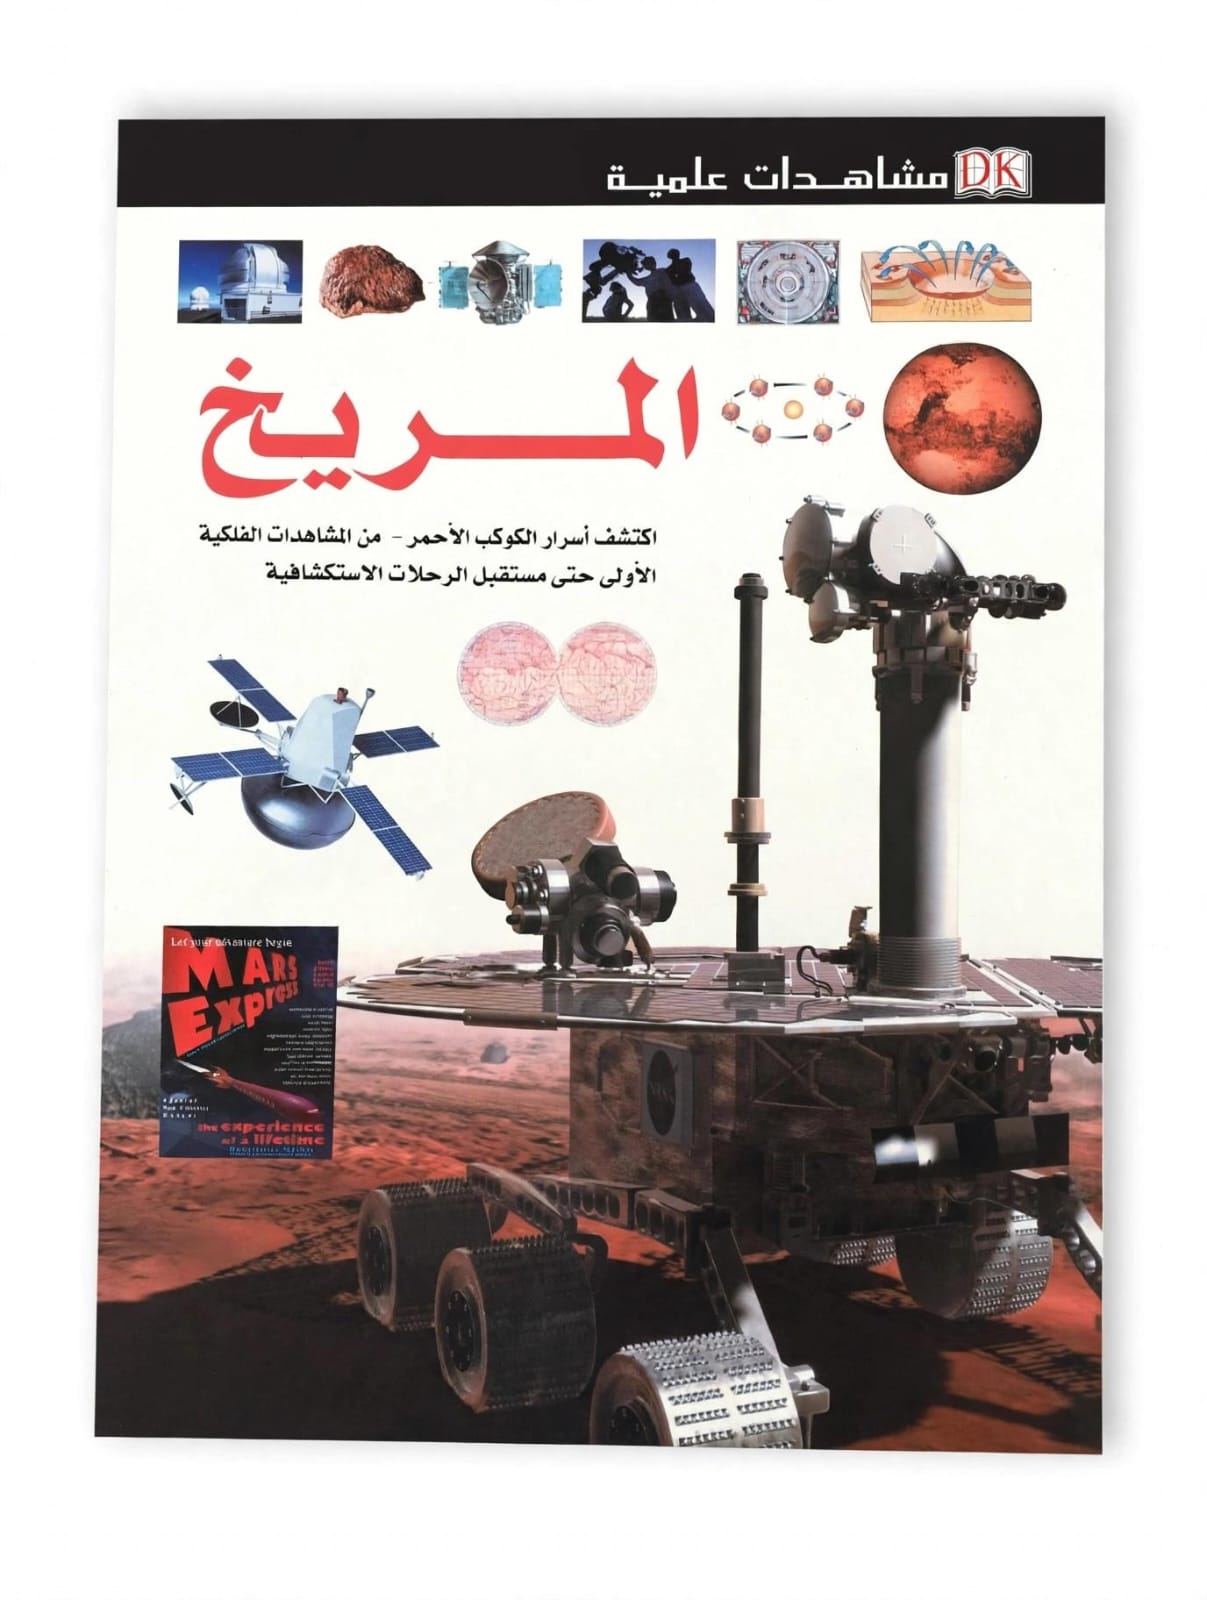 DK مشاهدات علمية
المريخ
اكتشف أسرار الكوكب الأحمر - من المشاهدات الفلكية
الأولى حتى مستقبل الرحلات الاستكشافية
MARS
Express
the experience
of a lifetime